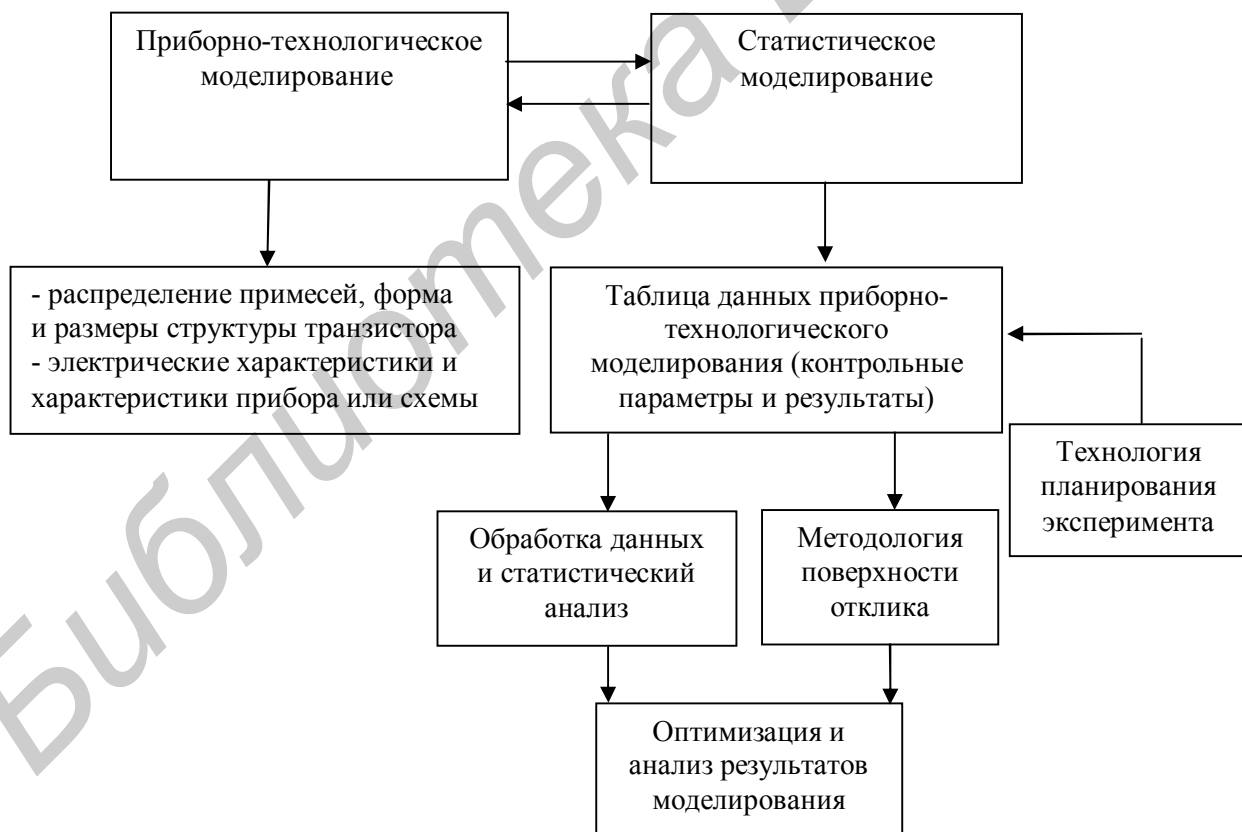 Приборно-технологическое
моделирование
Статистическое
моделирование
- распределение примесей, форма
и размеры структуры транзистора
- электрические характеристики и
характеристики прибора или схемы
Таблица данных приборно-
технологического
моделирования (контрольные
параметры и результаты)
Технология
планирования
эксперимента
Обработка данных
и статистический
анализ
Методология
поверхности
отклика
Оптимизация и
анализ результатов
моделирования
Библиотека